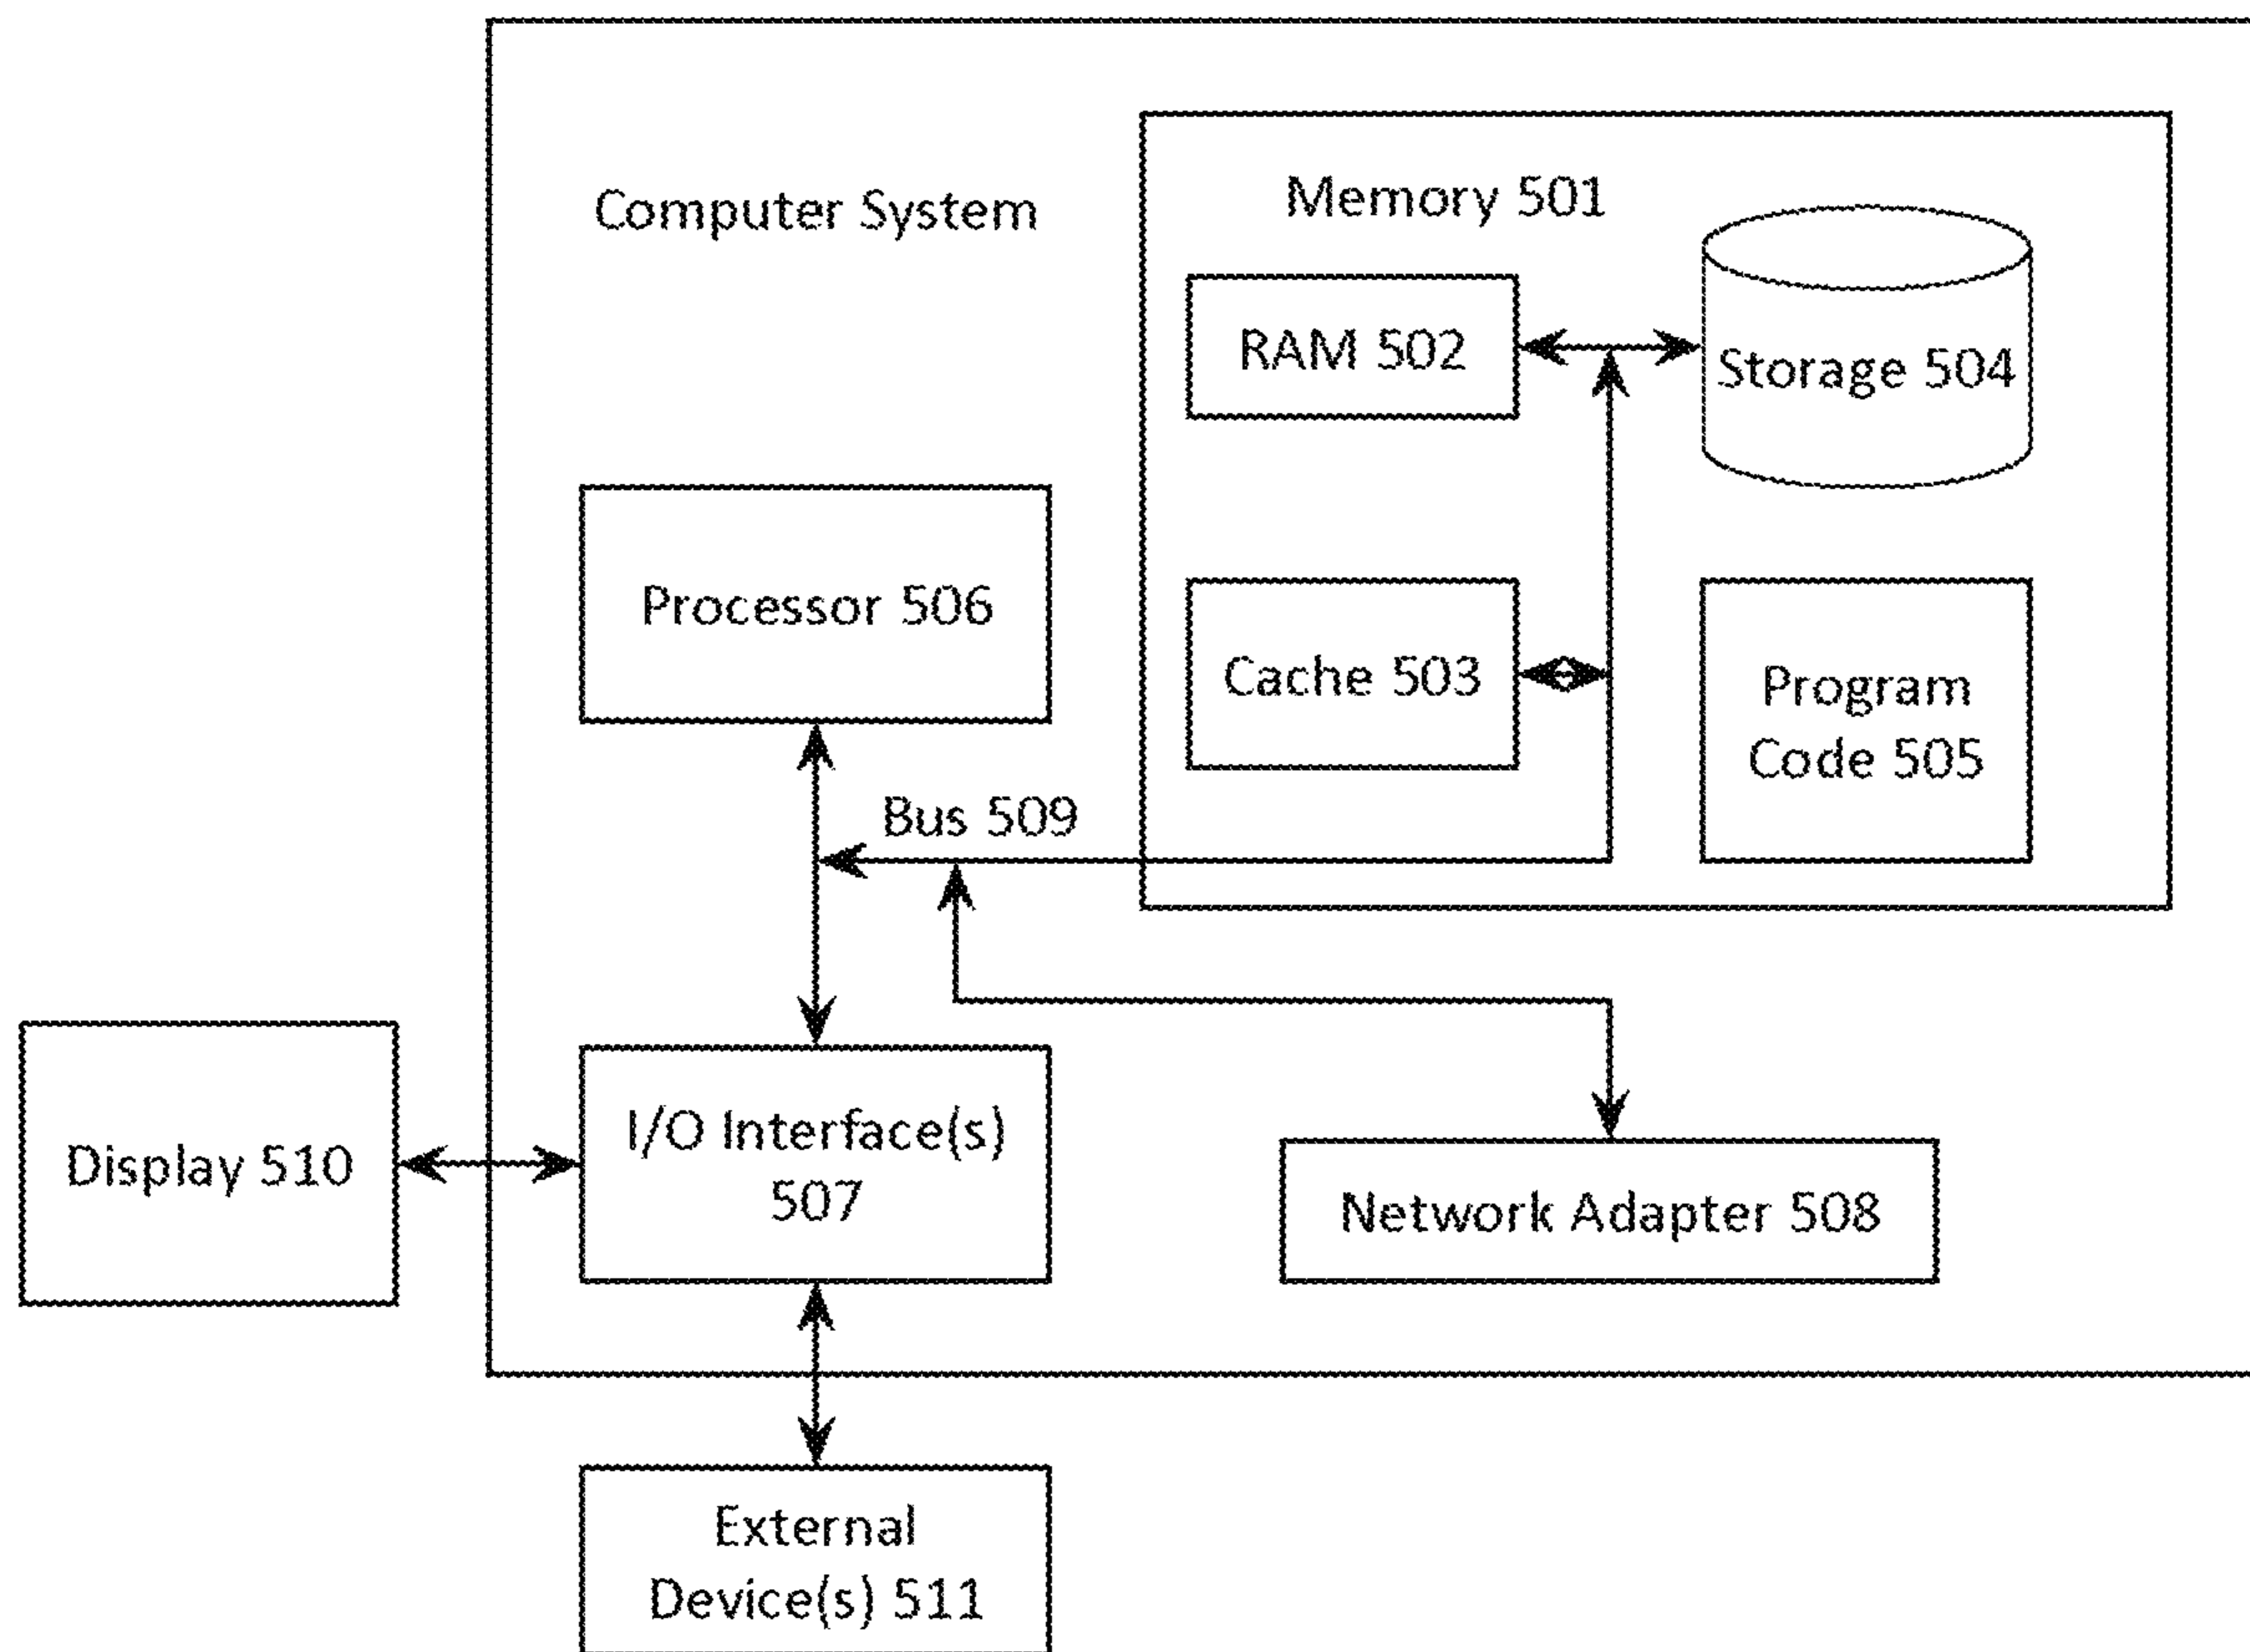 Computer System
Memory 501
RAM 502
Storage 504
Processor 506
Cache 503
Program
Code 505
Bus 509
Display 510
I/O Interface(s)
507
Network Adapter 508
External
Device(s) 511